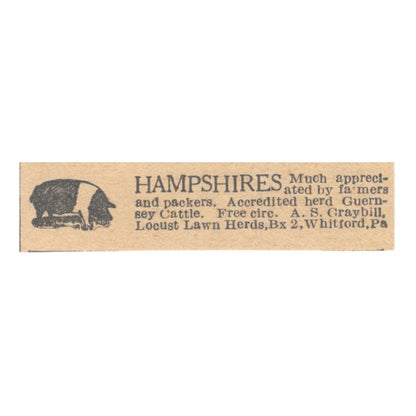 HAMPSHIRES Much appreci-
ated by fa'mers
and packers. Accredited herd Guern-
sey Cattle. Free circ. A. S. Graybill,
Locust Lawn Herds, Bx 2, Whitford, Pa